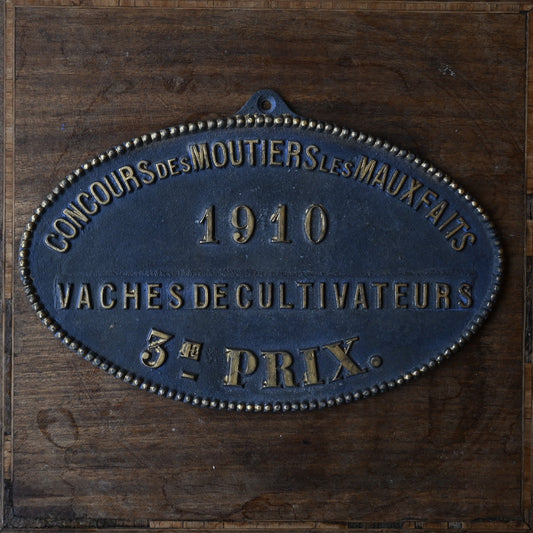 CONCOURS DES MOUTIERS LES MAUXFAITS
1910
VACHES DE CULTIVATEURS
3ME PRIX.